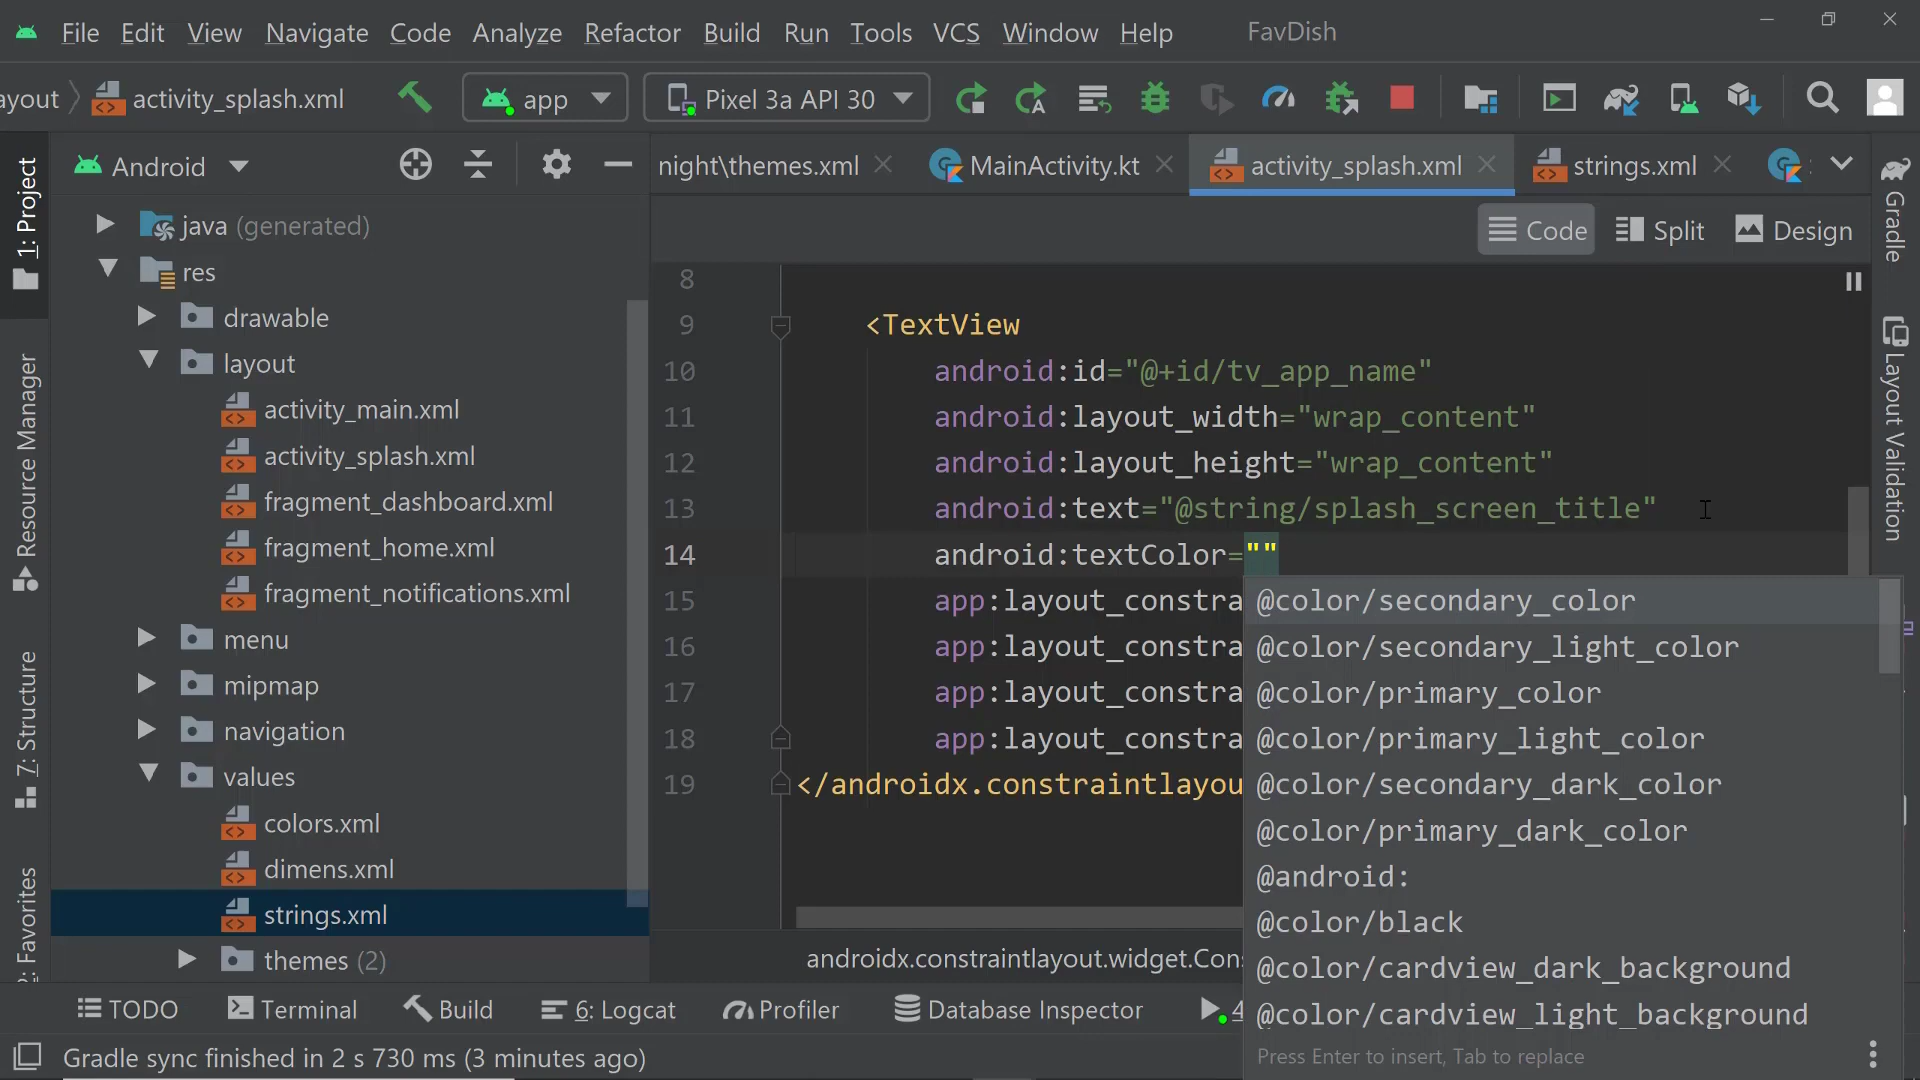 File Edit View Navigate Code Analyze Refactor Build Run Tools VCS Window Help FavDish
ayout activity_splash.xml app Pixel 3a API 30
Android
night\themes.xml MainActivity.kt activity_splash.xml strings.xml
Code Split Design
1: Project
Resource Manager
7: Structure
2: Favorites
java (generated)
res
drawable
layout
activity_main.xml
activity_splash.xml
fragment_dashboard.xml
fragment_home.xml
fragment_notifications.xml
menu
mipmap
navigation
values
colors.xml
dimens.xml
strings.xml
themes (2)
8
9 <TextView
10 android:id="@+id/tv_app_name"
11 android:layout_width="wrap_content"
12 android:layout_height="wrap_content"
13 android:text="@string/splash_screen_title"
14 android:textColor=""
15 app:layout_constra
16 app:layout_constra
17 app:layout_constra
18 app:layout_constra
19 </androidx.constraintlayou
@color/secondary_color
@color/secondary_light_color
@color/primary_color
@color/primary_light_color
@color/secondary_dark_color
@color/primary_dark_color
@android:
@color/black
@color/cardview_dark_background
@color/cardview_light_background
Press Enter to insert, Tab to replace
androidx.constraintlayout.widget.Cons
Gradle
Layout Validation
TODO Terminal Build 6: Logcat Profiler Database Inspector 4
Gradle sync finished in 2 s 730 ms (3 minutes ago)